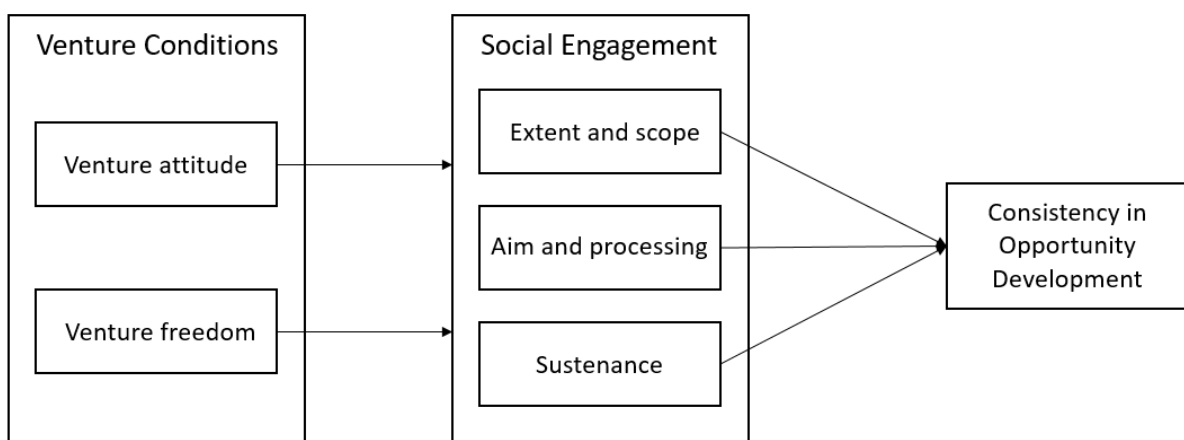 Venture Conditions
Venture attitude
Venture freedom
Social Engagement
Extent and scope
Aim and processing
Sustenance
Consistency in
Opportunity
Development